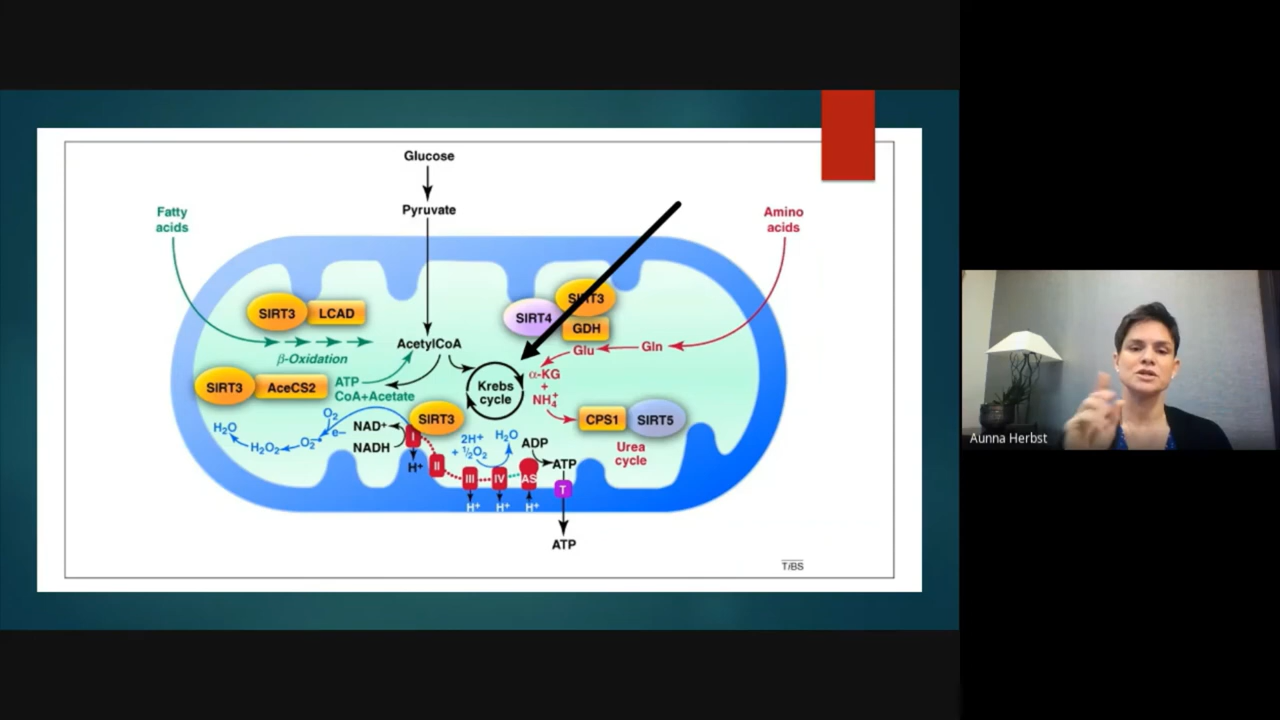 Glucose
Pyruvate
Fatty
acids
Amino
acids
SIRT3
LCAD
SIRT4
SIRT3
GDH
β-Oxidation
AcetylCoA
Glu
Gln
SIRT3
AceCS2
ATP
CoA+Acetate
Krebs
cycle
α-KG
+
NH₄⁺
CPS1
SIRT5
Urea
cycle
SIRT3
H₂O
H₂O₂
O₂⁻
O₂
e–
NAD⁺
NADH
I
H⁺
II
2H⁺
+ ½O₂
H₂O
ADP
ATP
III
IV
AS
T
H⁺
H⁺
H⁺
ATP
TiBS
Aunna Herbst